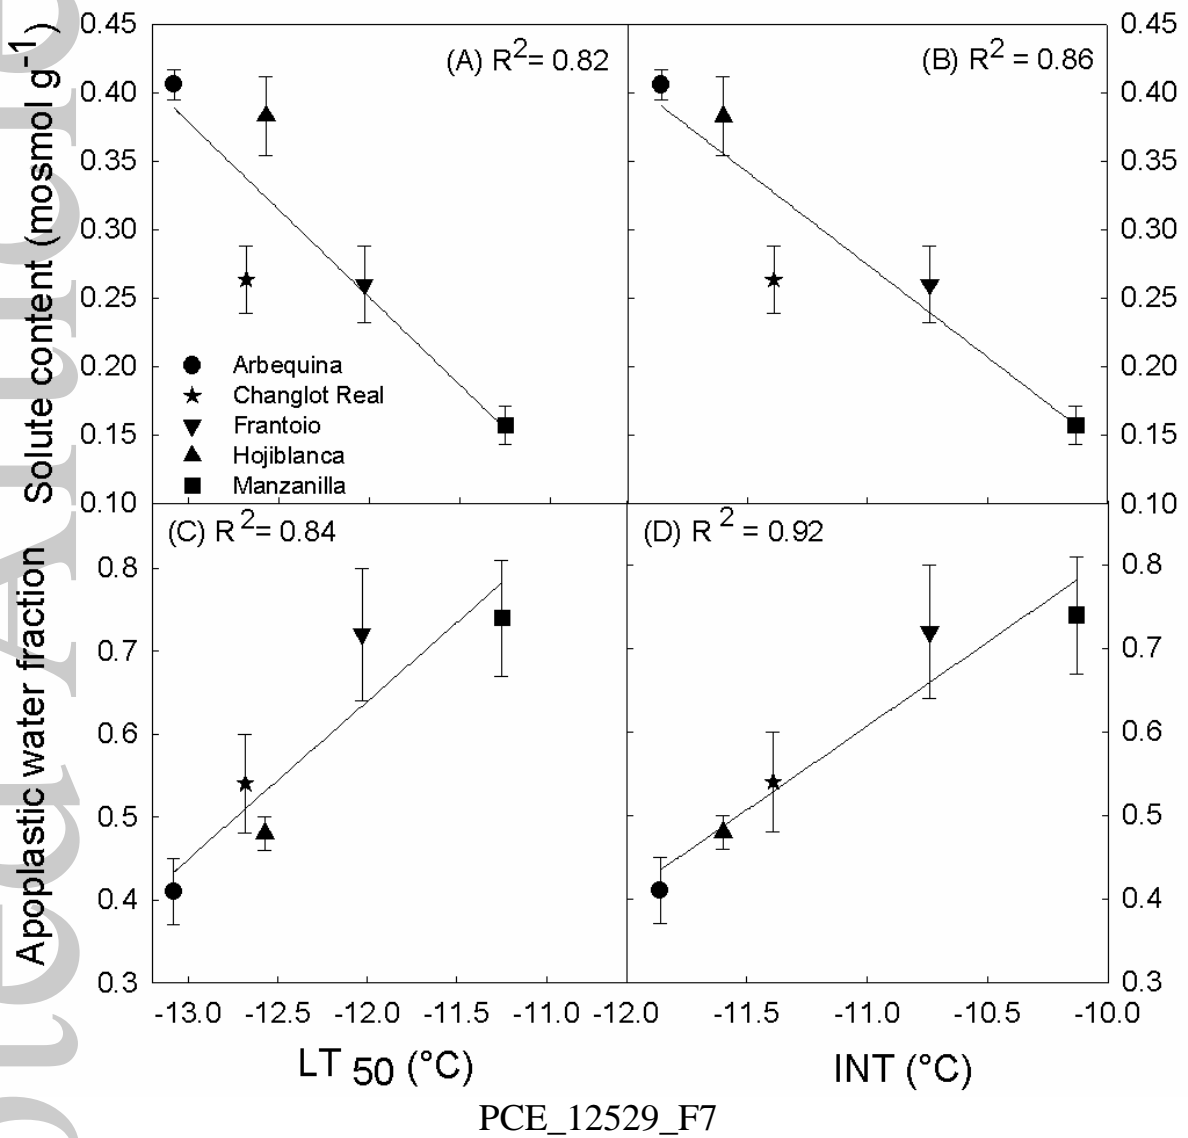 Accepted Article
Solute content (mosmol g-1)
0.45
0.40
0.35
0.30
0.25
0.20
0.15
0.10
(A) R2= 0.82
Arbequina
Changlot Real
Frantoio
Hojiblanca
Manzanilla
(B) R2 = 0.86
0.45
0.40
0.35
0.30
0.25
0.20
0.15
0.10
Apoplastic water fraction
0.8
0.7
0.6
0.5
0.4
0.3
(C) R2= 0.84
(D) R2 = 0.92
0.8
0.7
0.6
0.5
0.4
0.3
-13.0 -12.5 -12.0 -11.5 -11.0 -12.0 -11.5 -11.0 -10.5 -10.0
LT 50 (°C)
INT (°C)
PCE_12529_F7